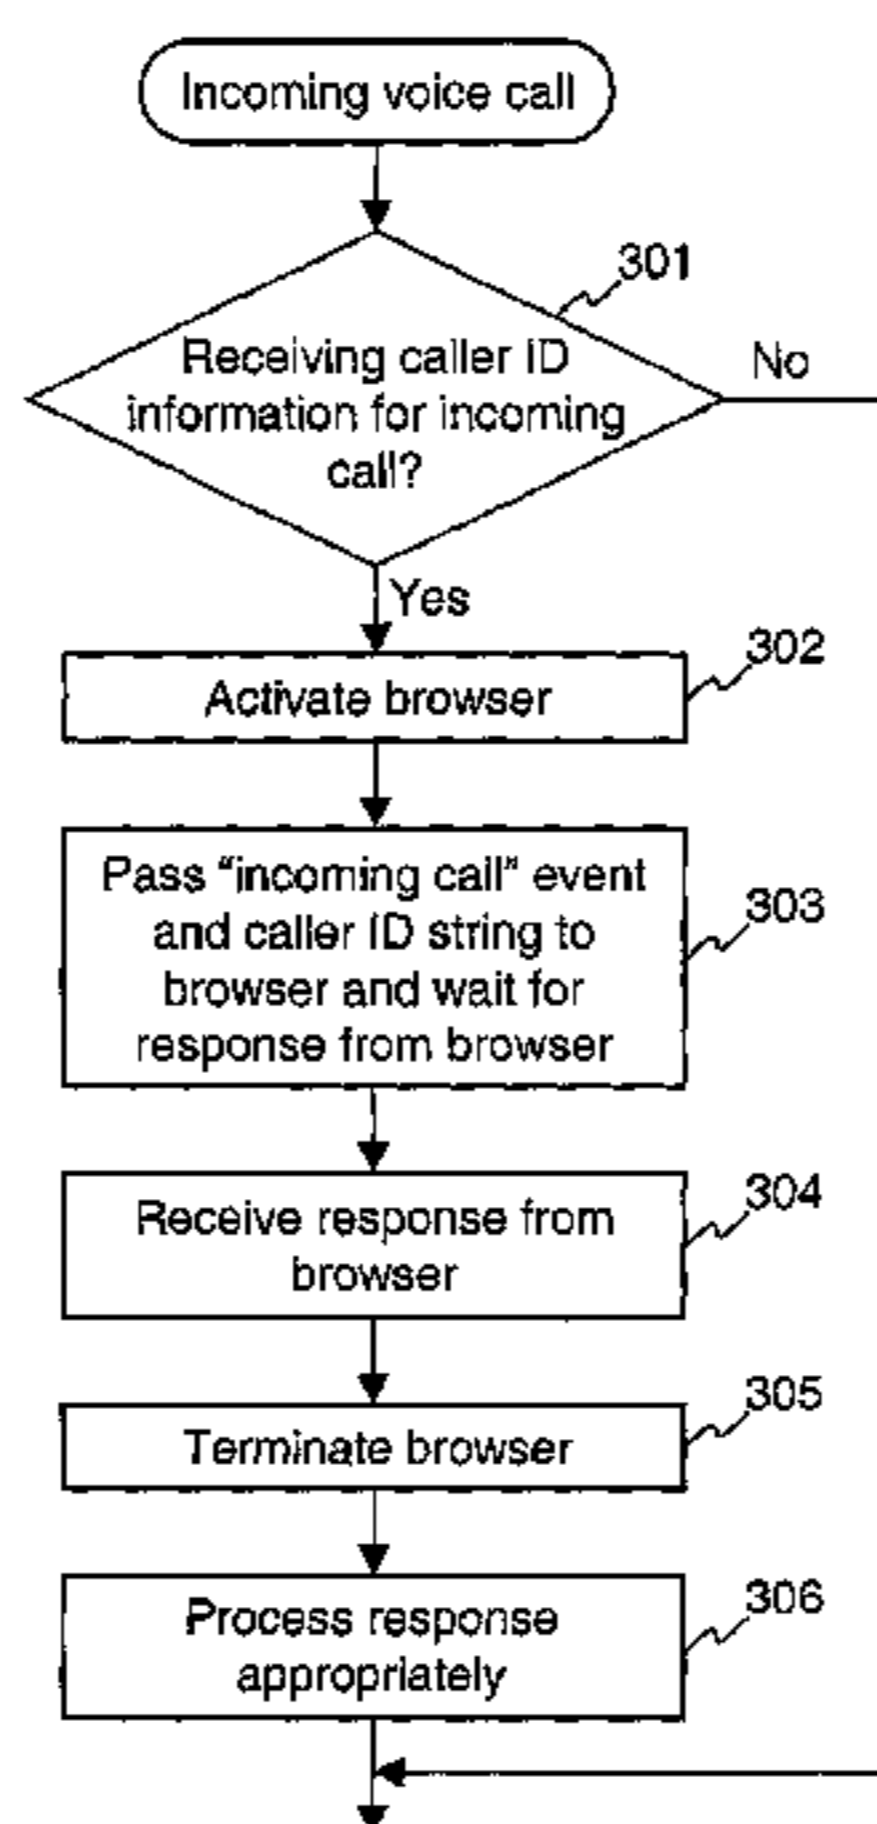 Incoming voice call
301
Receiving caller ID
information for incoming
call?
No
Yes
302
Activate browser
303
Pass “incoming call” event
and caller ID string to
browser and wait for
response from browser
304
Receive response from
browser
305
Terminate browser
306
Process response
appropriately